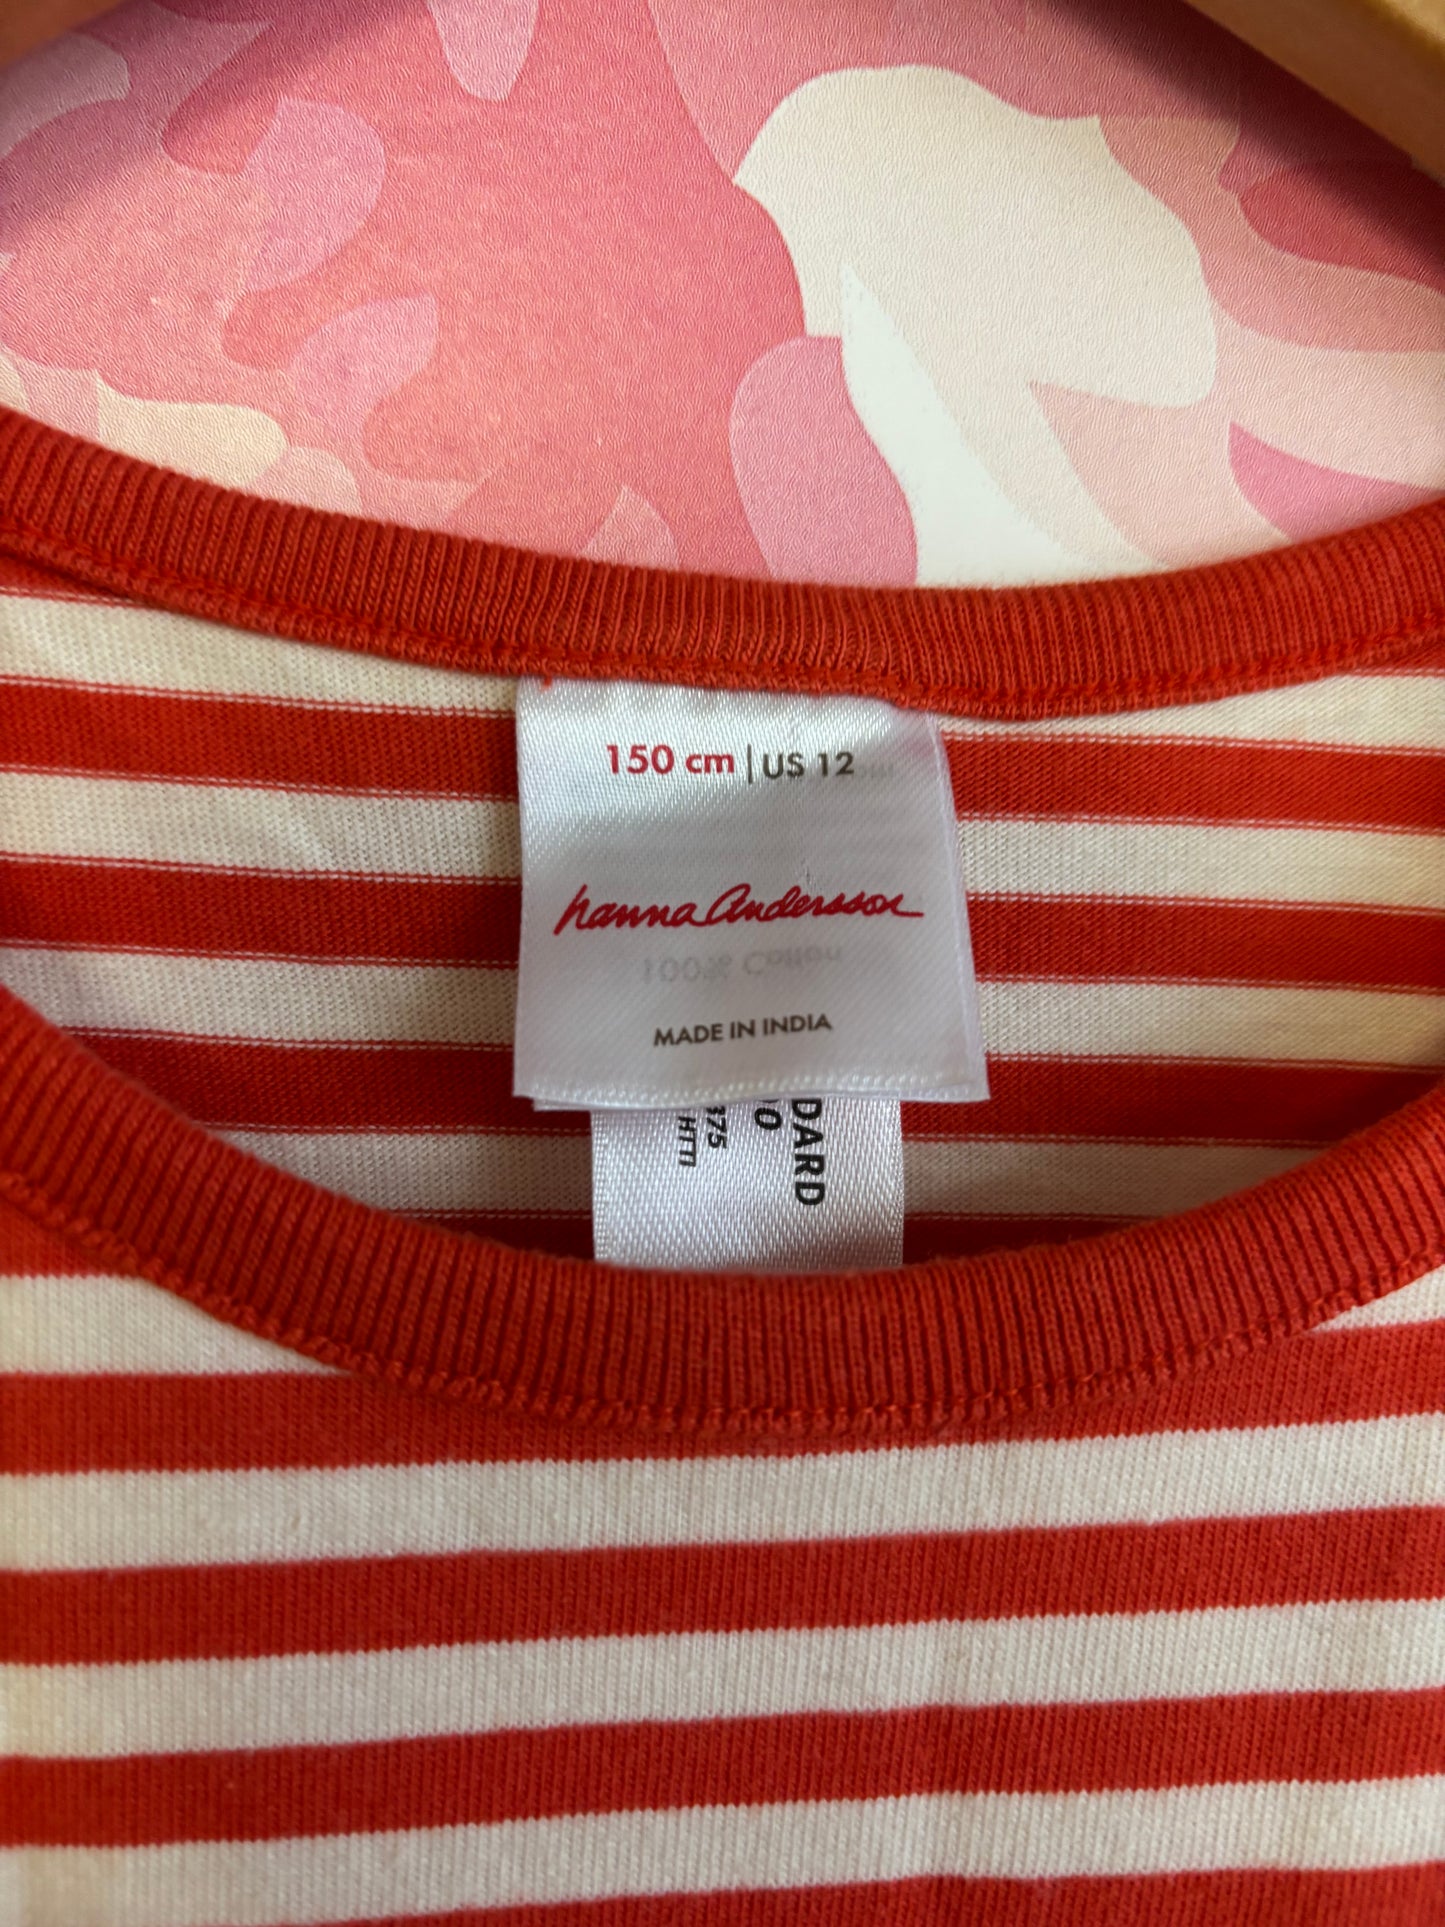 150 cm | US 12
hanna Andersson
100% Cotton
MADE IN INDIA
DARD